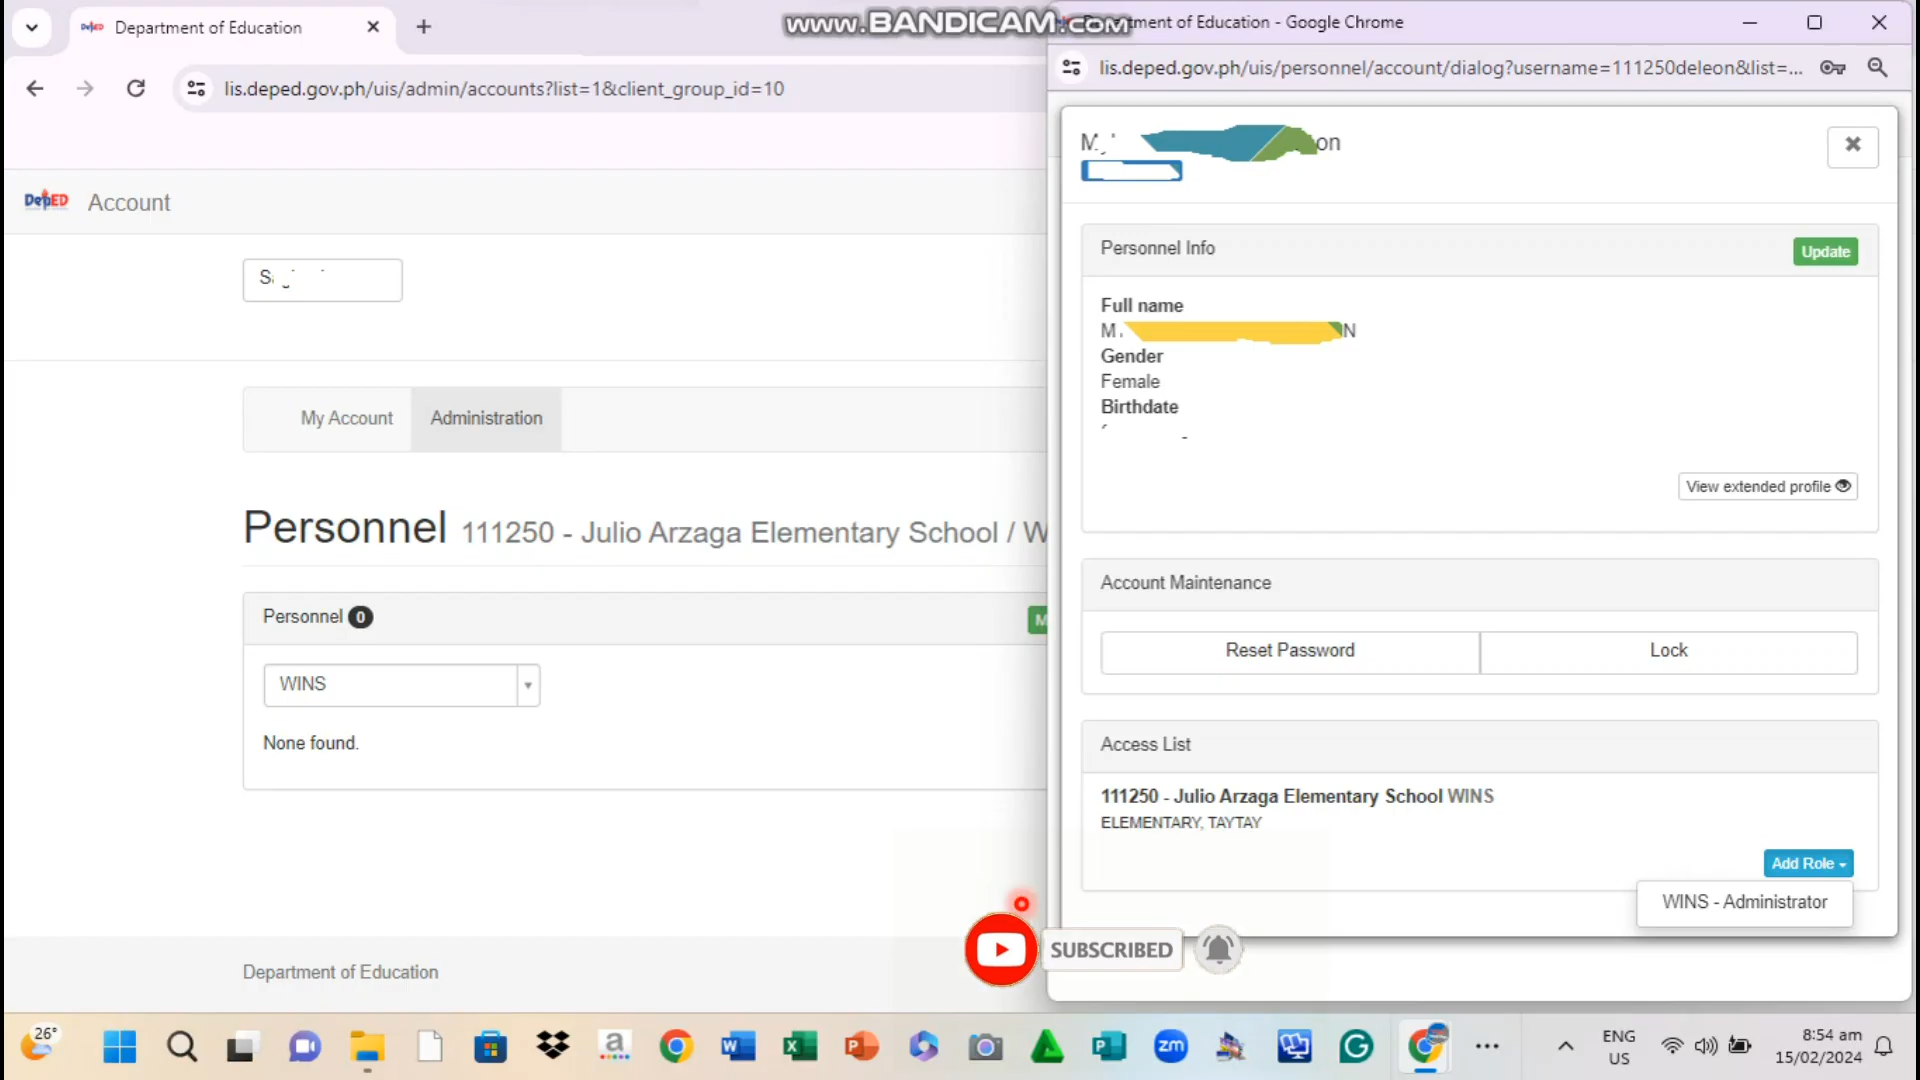 Department of Education
www.BANDICAM.com
Department of Education - Google Chrome
lis.deped.gov.ph/uis/admin/accounts?list=1&client_group_id=10
lis.deped.gov.ph/uis/personnel/account/dialog?username=111250deleon&list=...
DepED Account
Personnel Info
Update
Full name
Gender
Female
Birthdate
View extended profile
My Account
Administration
Personnel 111250 - Julio Arzaga Elementary School /
Personnel 0
WINS
None found.
Account Maintenance
Reset Password
Lock
Access List
111250 - Julio Arzaga Elementary School WINS
ELEMENTARY, TAYTAY
Add Role
WINS - Administrator
SUBSCRIBED
Department of Education
26°
ENG
US
8:54 am
15/02/2024